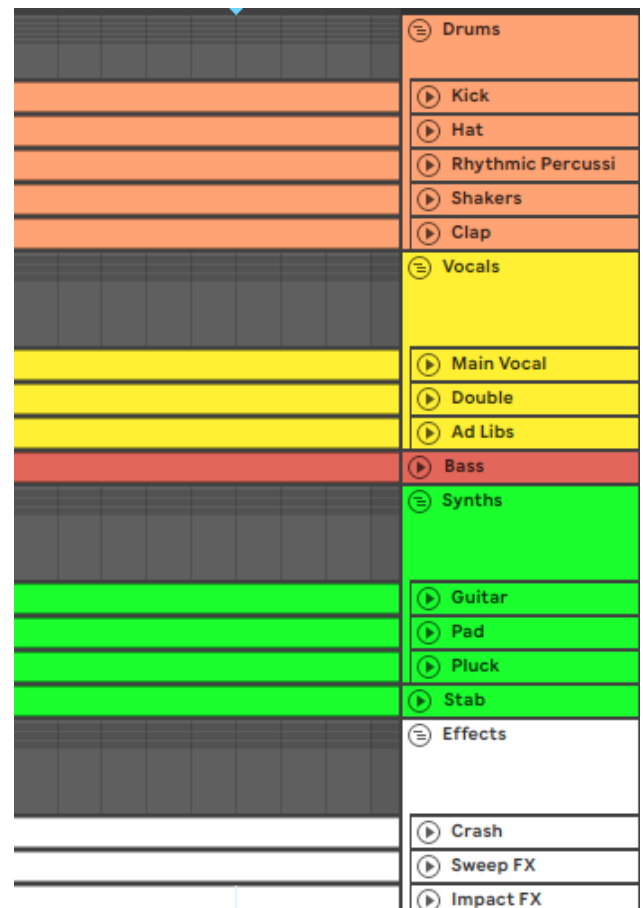 Drums
Kick
Hat
Rhythmic Percussi
Shakers
Clap
Vocals
Main Vocal
Double
Ad Libs
Bass
Synths
Guitar
Pad
Pluck
Stab
Effects
Crash
Sweep FX
Impact FX